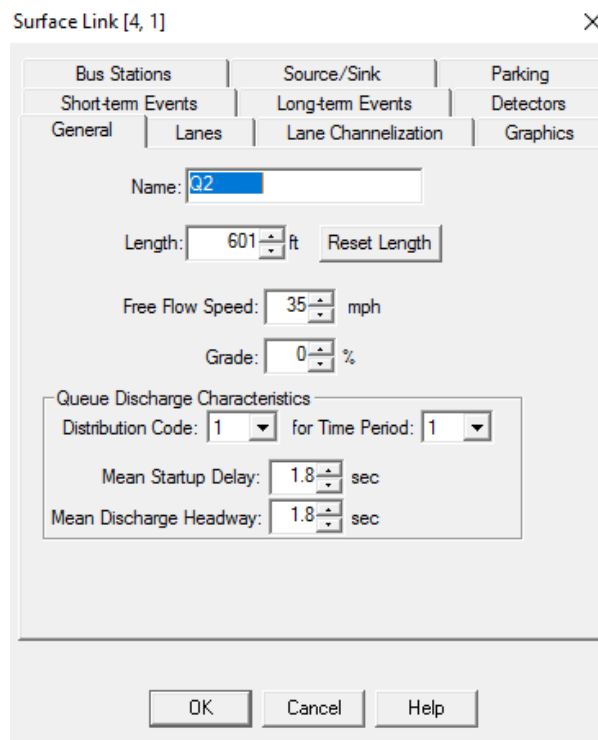 Surface Link [4, 1]
Bus Stations Source/Sink Parking
Short-term Events Long-term Events Detectors
General Lanes Lane Channelization Graphics
Name: Q2
Length: 601 ft Reset Length
Free Flow Speed: 35 mph
Grade: 0 %
Queue Discharge Characteristics
Distribution Code: 1 for Time Period: 1
Mean Startup Delay: 1.8 sec
Mean Discharge Headway: 1.8 sec
OK Cancel Help